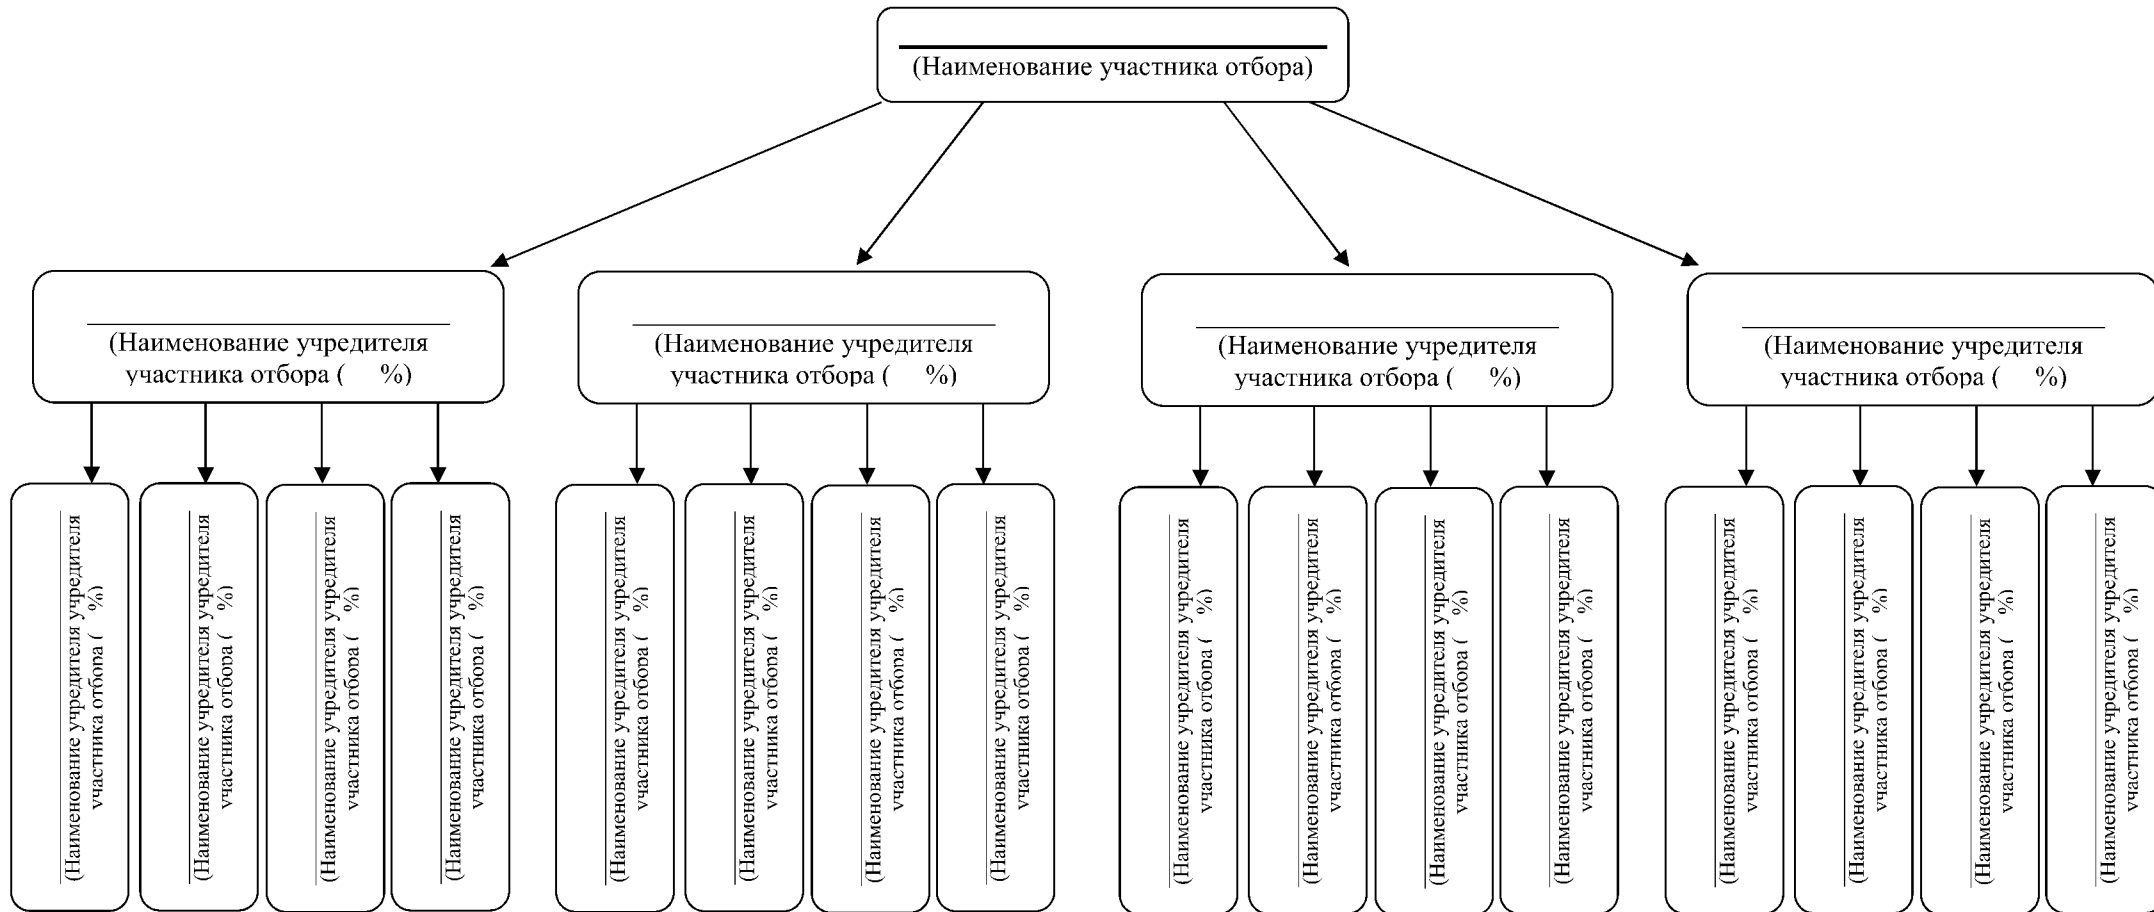 (Наименование участника отбора)
(Наименование учредителя
участника отбора ( %)
(Наименование учредителя
участника отбора ( %)
(Наименование учредителя
участника отбора ( %)
(Наименование учредителя
участника отбора ( %)
(Наименование учредителя учредителя
участника отбора ( %)
(Наименование учредителя учредителя
участника отбора ( %)
(Наименование учредителя учредителя
участника отбора ( %)
(Наименование учредителя учредителя
участника отбора ( %)
(Наименование учредителя учредителя
участника отбора ( %)
(Наименование учредителя учредителя
участника отбора ( %)
(Наименование учредителя учредителя
участника отбора ( %)
(Наименование учредителя учредителя
участника отбора ( %)
(Наименование учредителя учредителя
участника отбора ( %)
(Наименование учредителя учредителя
участника отбора ( %)
(Наименование учредителя учредителя
участника отбора ( %)
(Наименование учредителя учредителя
участника отбора ( %)
(Наименование учредителя учредителя
участника отбора ( %)
(Наименование учредителя учредителя
участника отбора ( %)
(Наименование учредителя учредителя
участника отбора ( %)
(Наименование учредителя учредителя
участника отбора ( %)